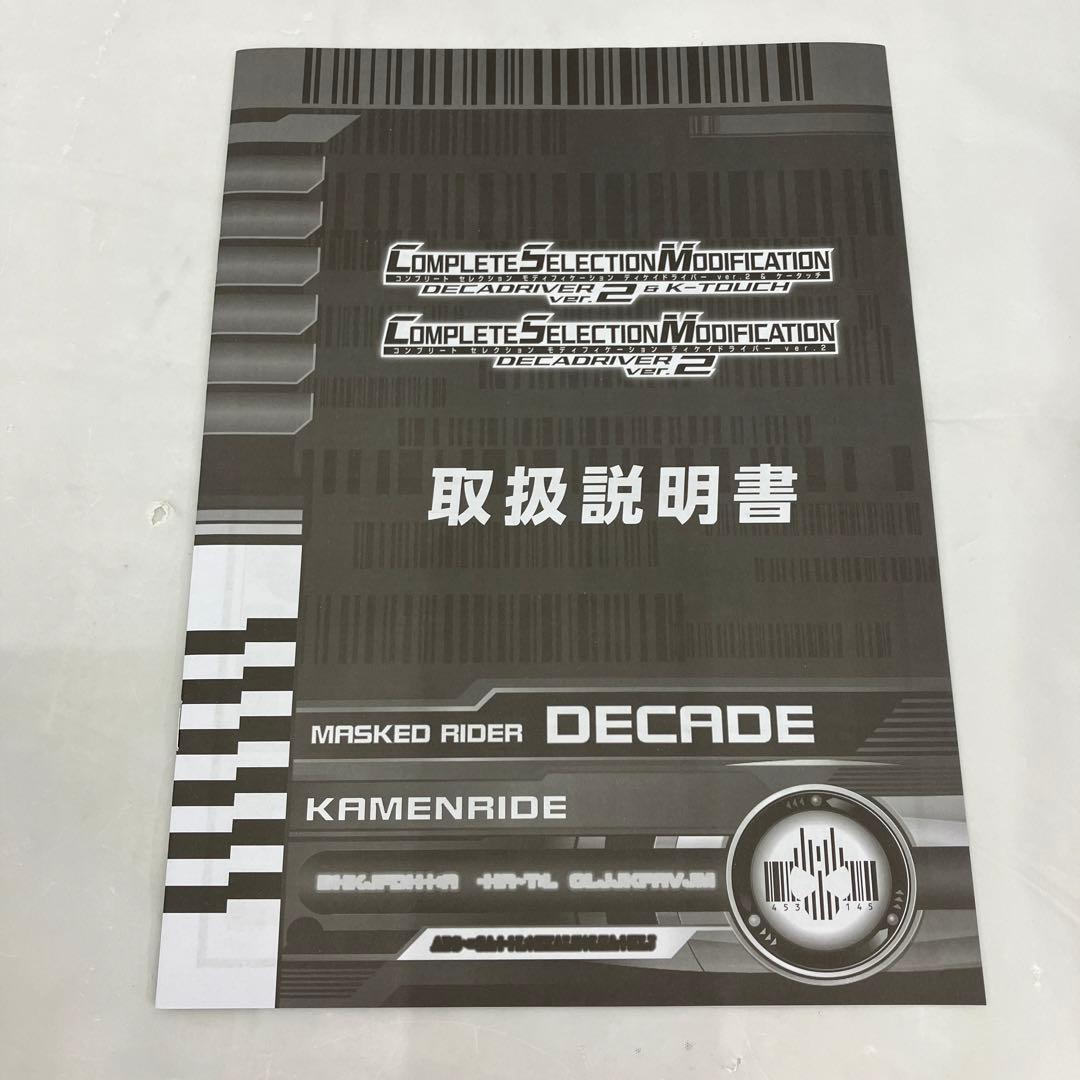 COMPLETE SELECTION MODIFICATION
コンプリート セレクション モディフィケーション ディケイドライバー ver.2 & ケータッチ
DECADRIVER ver.2 & K-TOUCH
COMPLETE SELECTION MODIFICATION
コンプリート セレクション モディフィケーション ディケイドライバー ver.2
DECADRIVER ver.2
取扱説明書
MASKED RIDER DECADE
KAMENRIDE
453 145